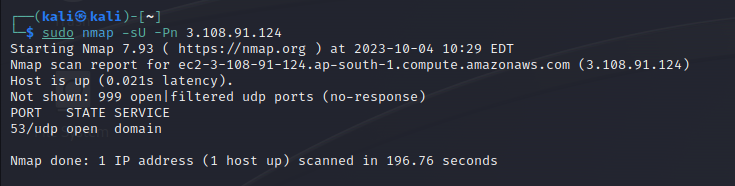 (kali㉿kali)-[~]
$ sudo nmap -sU -Pn 3.108.91.124
Starting Nmap 7.93 ( https://nmap.org ) at 2023-10-04 10:29 EDT
Nmap scan report for ec2-3-108-91-124.ap-south-1.compute.amazonaws.com (3.108.91.124)
Host is up (0.021s latency).
Not shown: 999 open|filtered udp ports (no-response)
PORT   STATE SERVICE
53/udp open  domain
Nmap done: 1 IP address (1 host up) scanned in 196.76 seconds